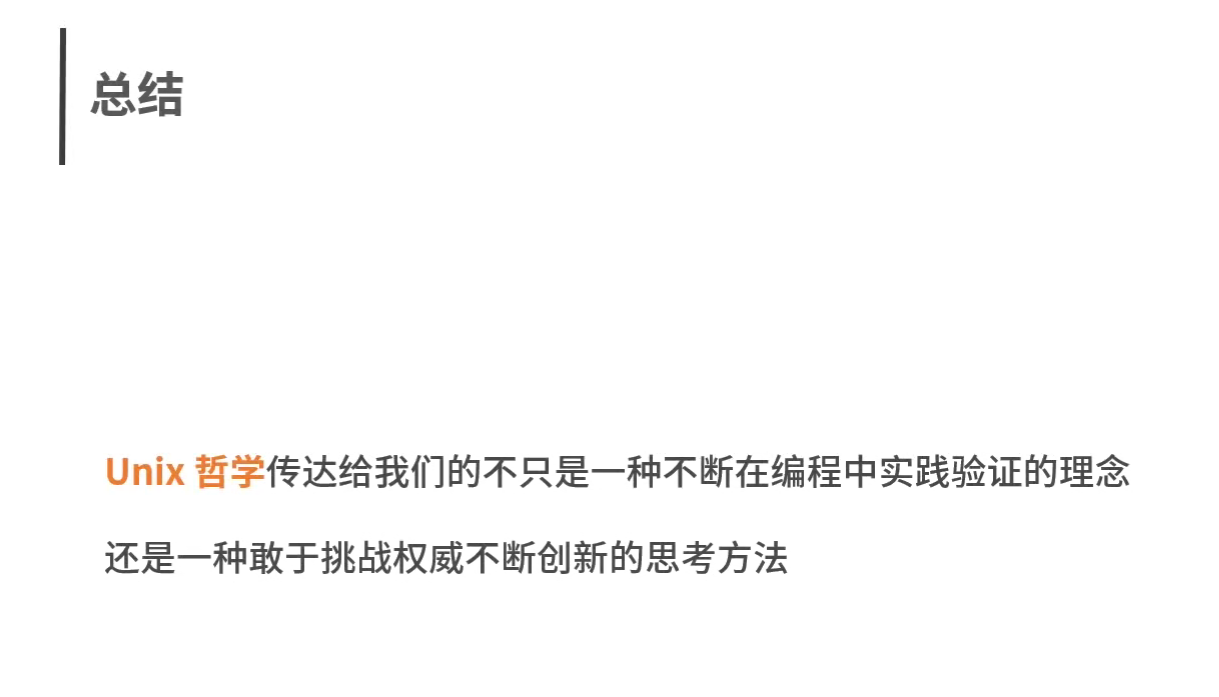 总结
Unix 哲学传达给我们的不只是一种不断在编程中实践验证的理念
还是一种敢于挑战权威不断创新的思考方法